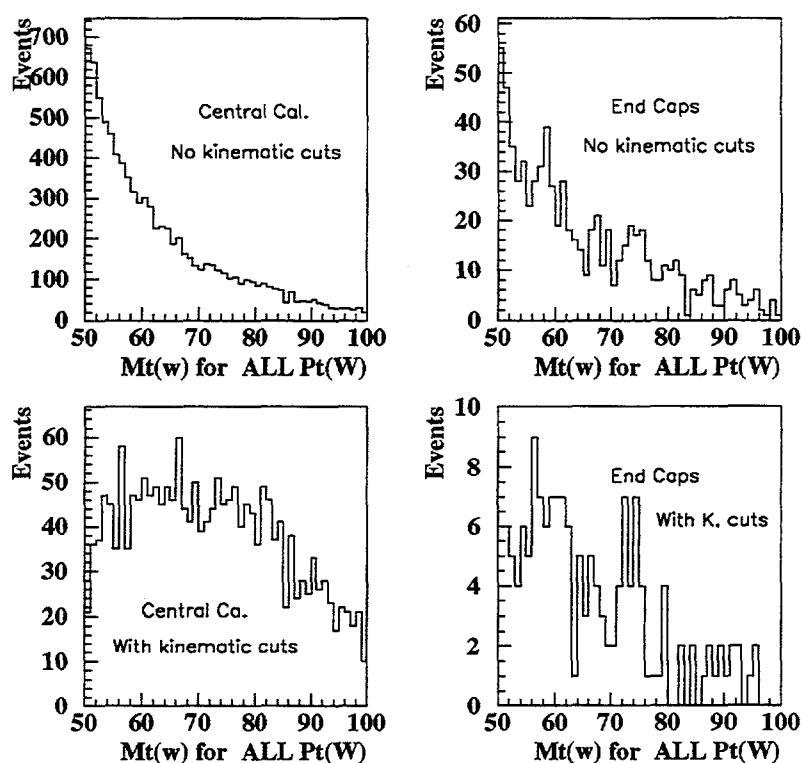 Events
700
600
500
400
300
200
100
0
Central Cal.
No kinematic cuts
50 60 70 80 90 100
Mt(w) for ALL Pt(W)
Events
60
50
40
30
20
10
0
End Caps
No kinematic cuts
50 60 70 80 90 100
Mt(w) for ALL Pt(W)
Events
60
50
40
30
20
10
0
Central Ca.
With kinematic cuts
50 60 70 80 90 100
Mt(w) for ALL Pt(W)
Events
10
8
6
4
2
0
End Caps
With K. cuts
50 60 70 80 90 100
Mt(w) for ALL Pt(W)